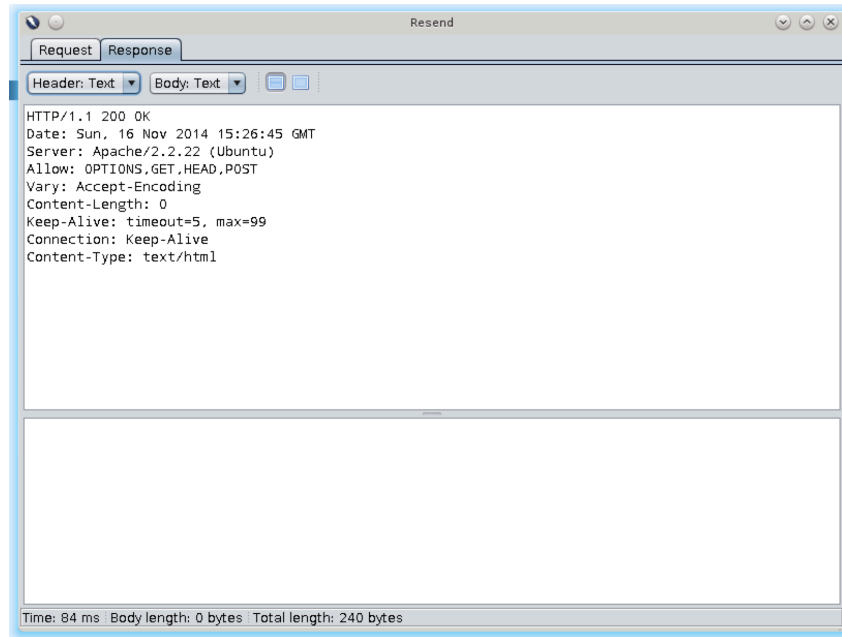 Resend
Request Response
Header: Text Body: Text
HTTP/1.1 200 OK
Date: Sun, 16 Nov 2014 15:26:45 GMT
Server: Apache/2.2.22 (Ubuntu)
Allow: OPTIONS,GET,HEAD,POST
Vary: Accept-Encoding
Content-Length: 0
Keep-Alive: timeout=5, max=99
Connection: Keep-Alive
Content-Type: text/html
Time: 84 ms Body length: 0 bytes Total length: 240 bytes